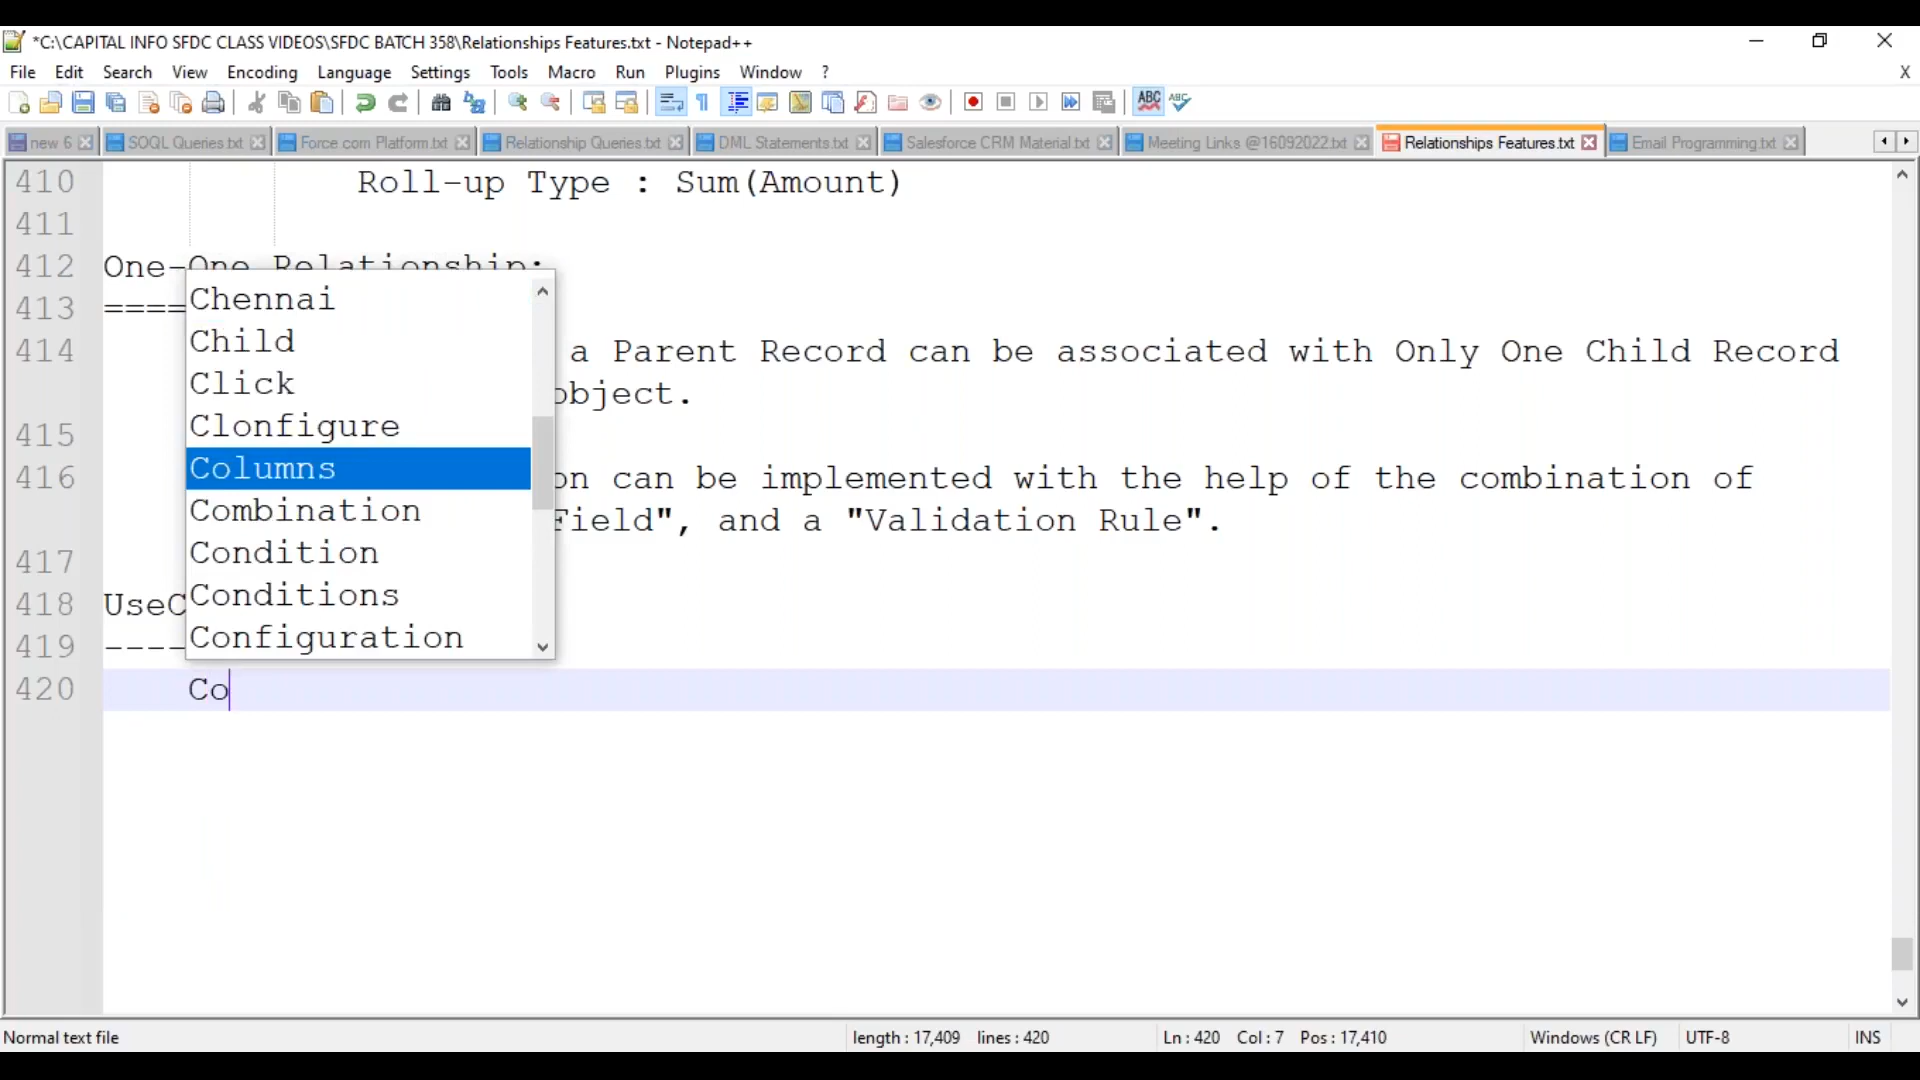 *C:\CAPITAL INFO SFDC CLASS VIDEOS\SFDC BATCH 358\Relationships Features.txt - Notepad++
File Edit Search View Encoding Language Settings Tools Macro Run Plugins Window ?
X
new 6 SOQL Queries.txt Force com Platform.txt Relationship Queries.txt DML Statements.txt Salesforce CRM Material.txt Meeting Links @16092022.txt Relationships Features.txt Email Programming.txt
410 Roll-up Type : Sum(Amount)
411
412 One-One Relationship:
413 ====
414 a Parent Record can be associated with Only One Child Record
object.
415
416 on can be implemented with the help of the combination of
Field", and a "Validation Rule".
417
418 UseC
419 ----
420 Co
Chennai
Child
Click
Clonfigure
Columns
Combination
Condition
Conditions
Configuration
Normal text file length : 17,409 lines : 420 Ln : 420 Col : 7 Pos : 17,410 Windows (CR LF) UTF-8 INS